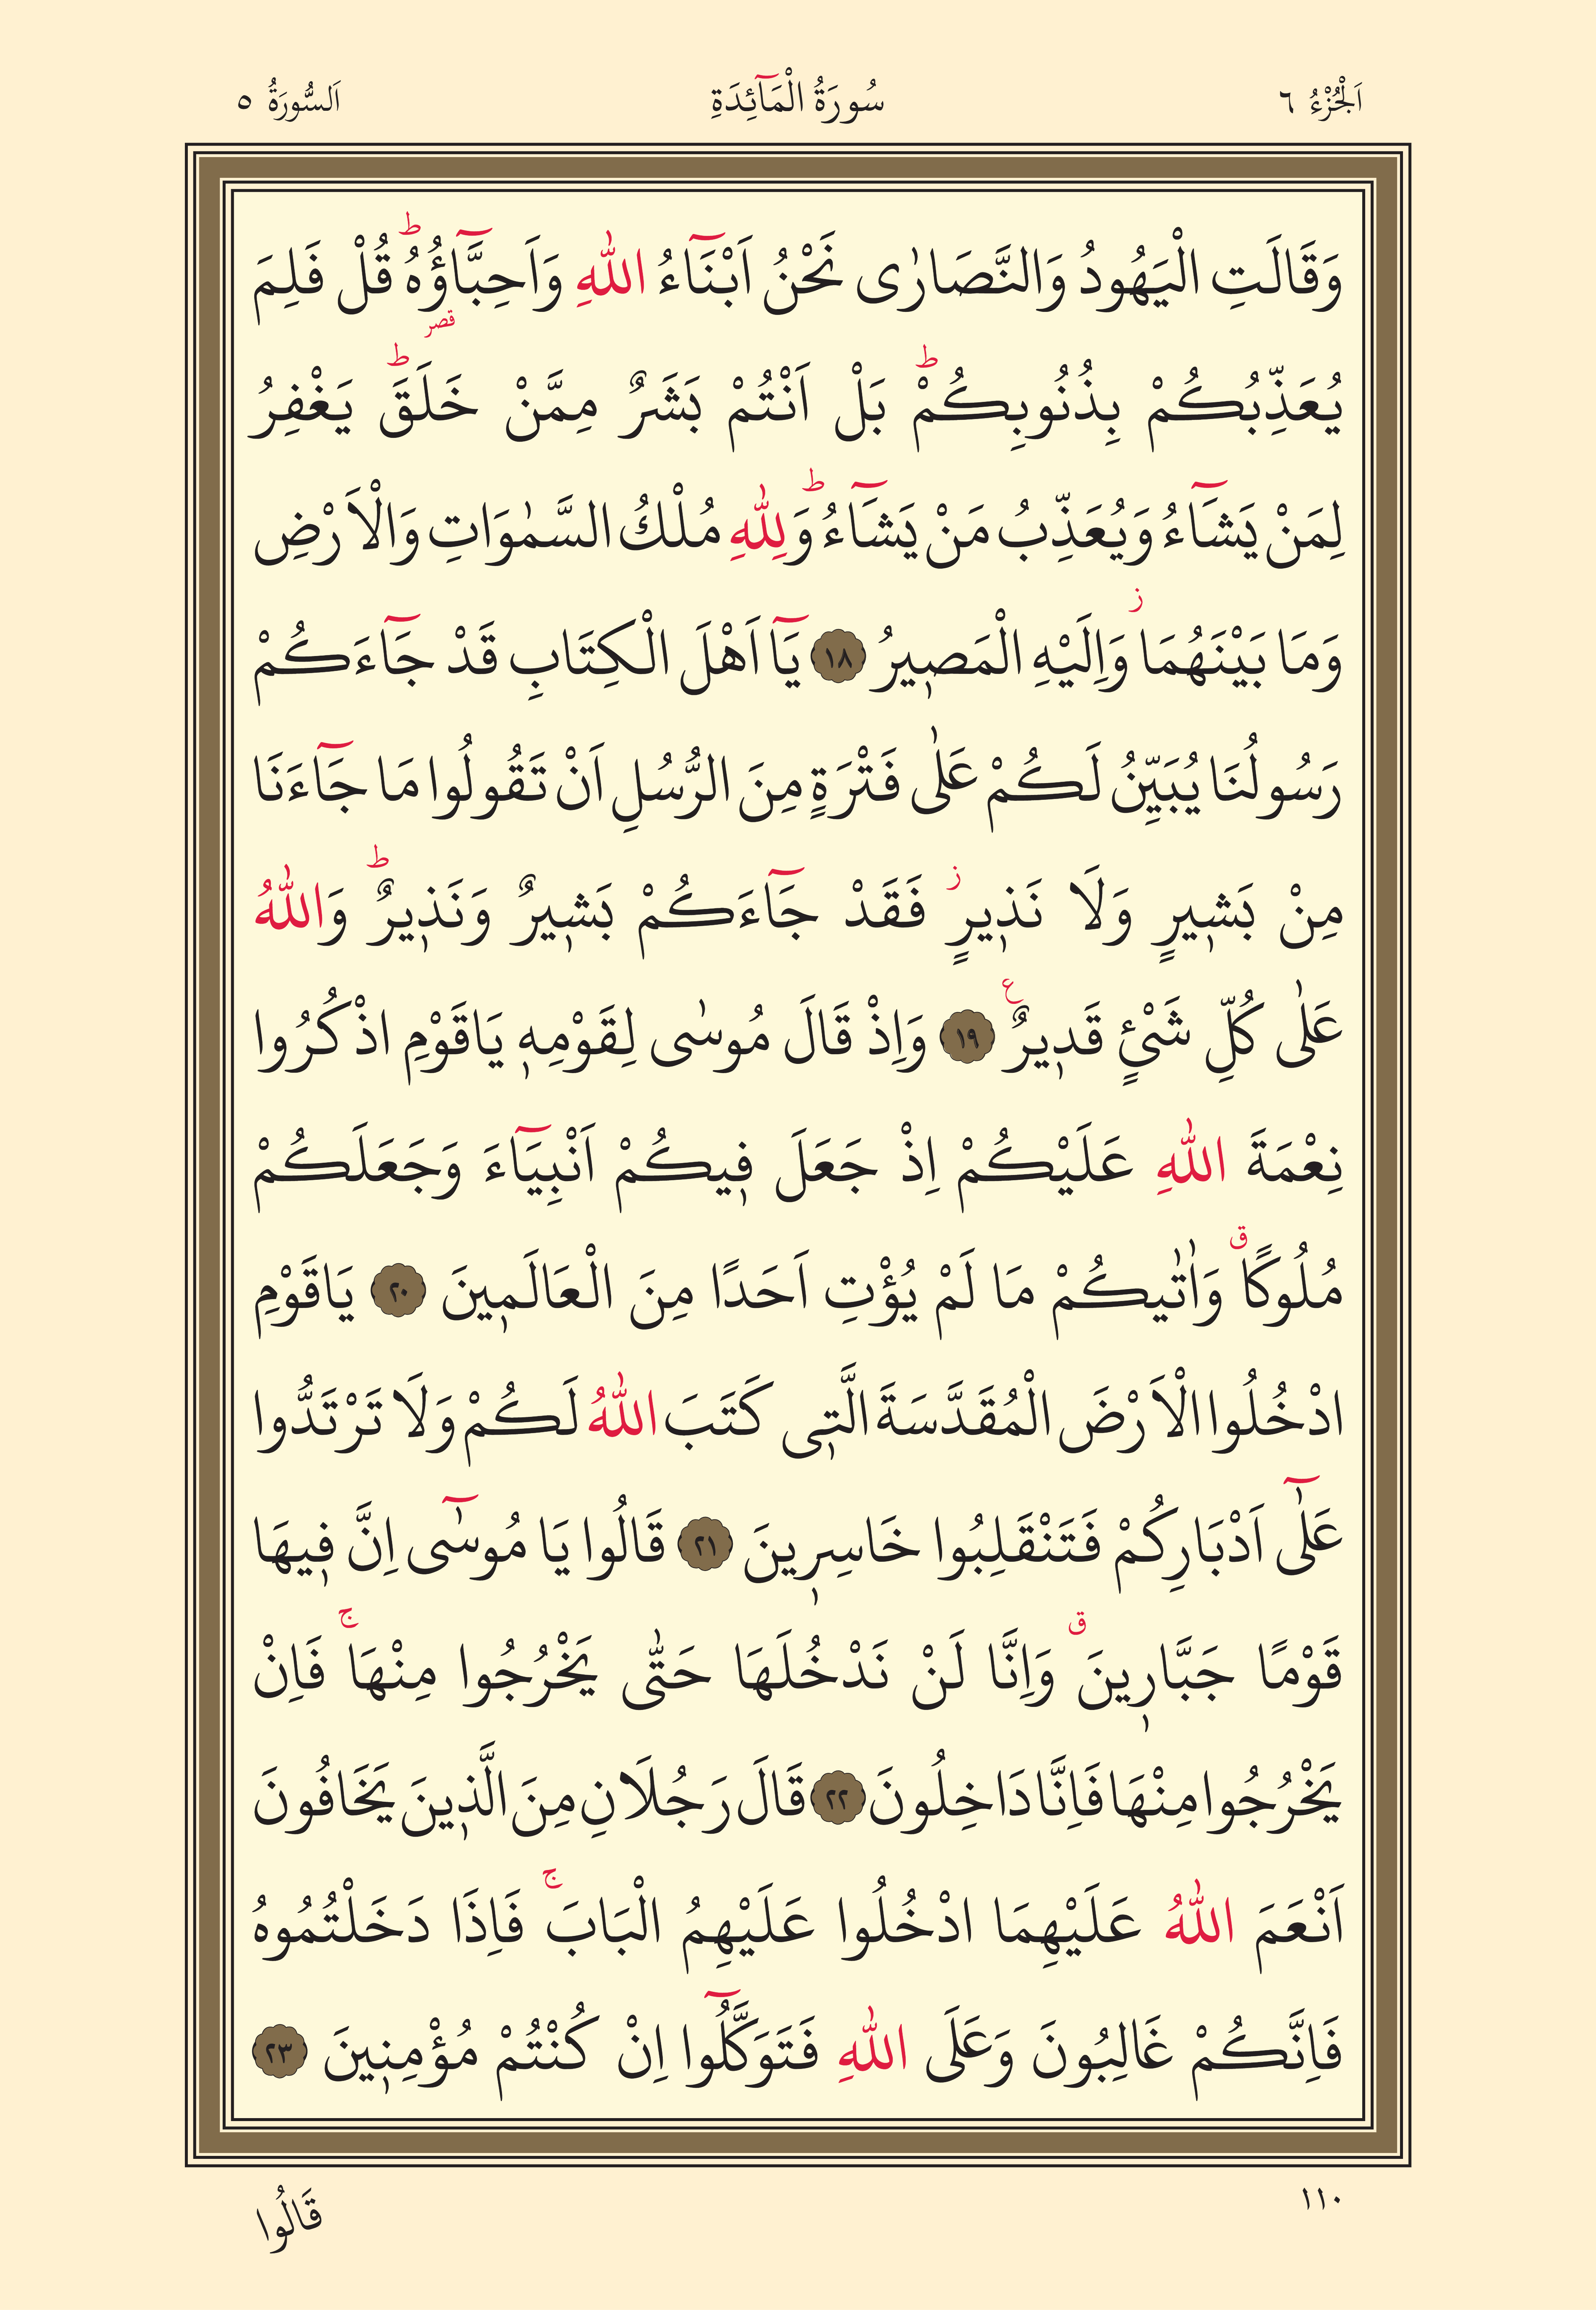 اَلْجُزْءُ ٦ سُورَةُ الْمَٓائِدَةِ اَلسُّورَةُ ٥
وَقَالَتِ الْيَهُودُ وَالنَّصَارٰى نَحْنُ اَبْنَٓاءُ اللّٰهِ وَاَحِبَّٓاؤُ۬هُۜ قُلْ فَلِمَ
يُعَذِّبُكُمْ بِذُنُوبِكُمْۜ بَلْ اَنْتُمْ بَشَرٌ مِمَّنْ خَلَقَۜ يَغْفِرُ
لِمَنْ يَشَٓاءُ وَيُعَذِّبُ مَنْ يَشَٓاءُۜ وَلِلّٰهِ مُلْكُ السَّمٰوَاتِ وَالْاَرْضِ
وَمَا بَيْنَهُمَاۘ وَاِلَيْهِ الْمَص۪يرُ ١٨ يَٓا اَهْلَ الْكِتَابِ قَدْ جَٓاءَكُمْ
رَسُولُنَا يُبَيِّنُ لَكُمْ عَلٰى فَتْرَةٍ مِنَ الرُّسُلِ اَنْ تَقُولُوا مَا جَٓاءَنَا
مِنْ بَش۪يرٍ وَلَا نَذ۪يرٍۘ فَقَدْ جَٓاءَكُمْ بَش۪يرٌ وَنَذ۪يرٌۜ وَاللّٰهُ
عَلٰى كُلِّ شَيْئٍ قَد۪يرٌ۟ ١٩ وَاِذْ قَالَ مُوسٰى لِقَوْمِه۪ يَاقَوْمِ اذْكُرُوا
نِعْمَةَ اللّٰهِ عَلَيْكُمْ اِذْ جَعَلَ ف۪يكُمْ اَنْبِيَٓاءَ وَجَعَلَكُمْ
مُلُوكًاۗ وَاٰتٰيكُمْ مَا لَمْ يُؤْتِ اَحَدًا مِنَ الْعَالَم۪ينَ ٢٠ يَاقَوْمِ
ادْخُلُوا الْاَرْضَ الْمُقَدَّسَةَ الَّت۪ى كَتَبَ اللّٰهُ لَكُمْ وَلَا تَرْتَدُّوا
عَلٰٓى اَدْبَارِكُمْ فَتَنْقَلِبُوا خَاسِر۪ينَ ٢١ قَالُوا يَا مُوسٰٓى اِنَّ ف۪يهَا
قَوْمًا جَبَّار۪ينَۗ وَاِنَّا لَنْ نَدْخُلَهَا حَتّٰى يَخْرُجُوا مِنْهَاۚ فَاِنْ
يَخْرُجُوا مِنْهَا فَاِنَّا دَاخِلُونَ ٢٢ قَالَ رَجُلَانِ مِنَ الَّذ۪ينَ يَخَافُونَ
اَنْعَمَ اللّٰهُ عَلَيْهِمَا ادْخُلُوا عَلَيْهِمُ الْبَابَۚ فَاِذَا دَخَلْتُمُوهُ
فَاِنَّكُمْ غَالِبُونَ وَعَلَى اللّٰهِ فَتَوَكَّلُٓوا اِنْ كُنْتُمْ مُؤْمِن۪ينَ ٢٣
١١٠ قَالُوا